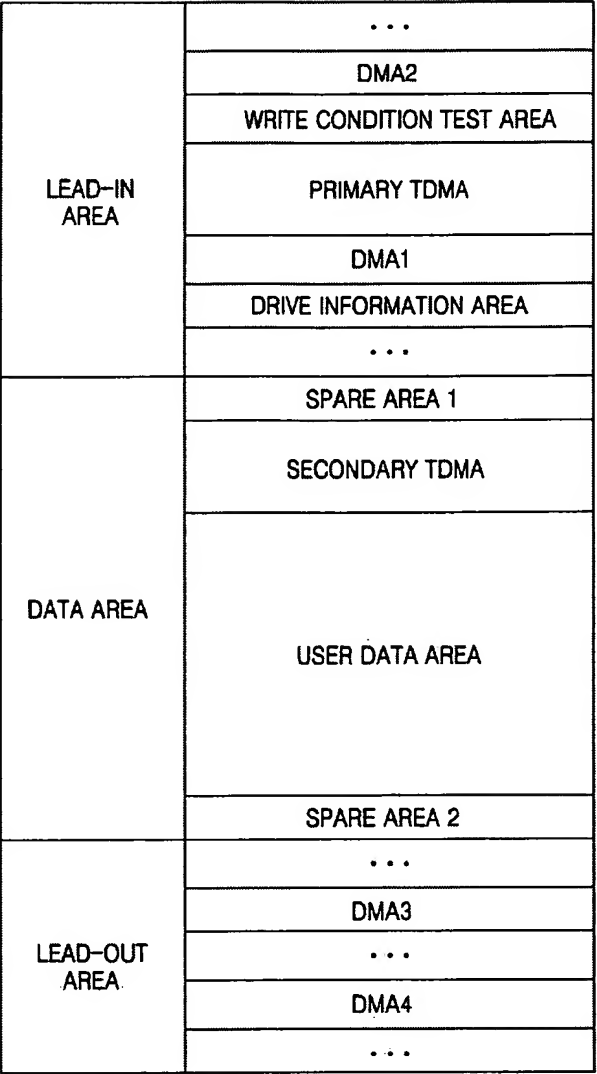 LEAD-IN
AREA
. . .
DMA2
WRITE CONDITION TEST AREA
PRIMARY TDMA
DMA1
DRIVE INFORMATION AREA
. . .
DATA AREA
SPARE AREA 1
SECONDARY TDMA
USER DATA AREA
SPARE AREA 2
LEAD-OUT
AREA
. . .
DMA3
. . .
DMA4
. . .